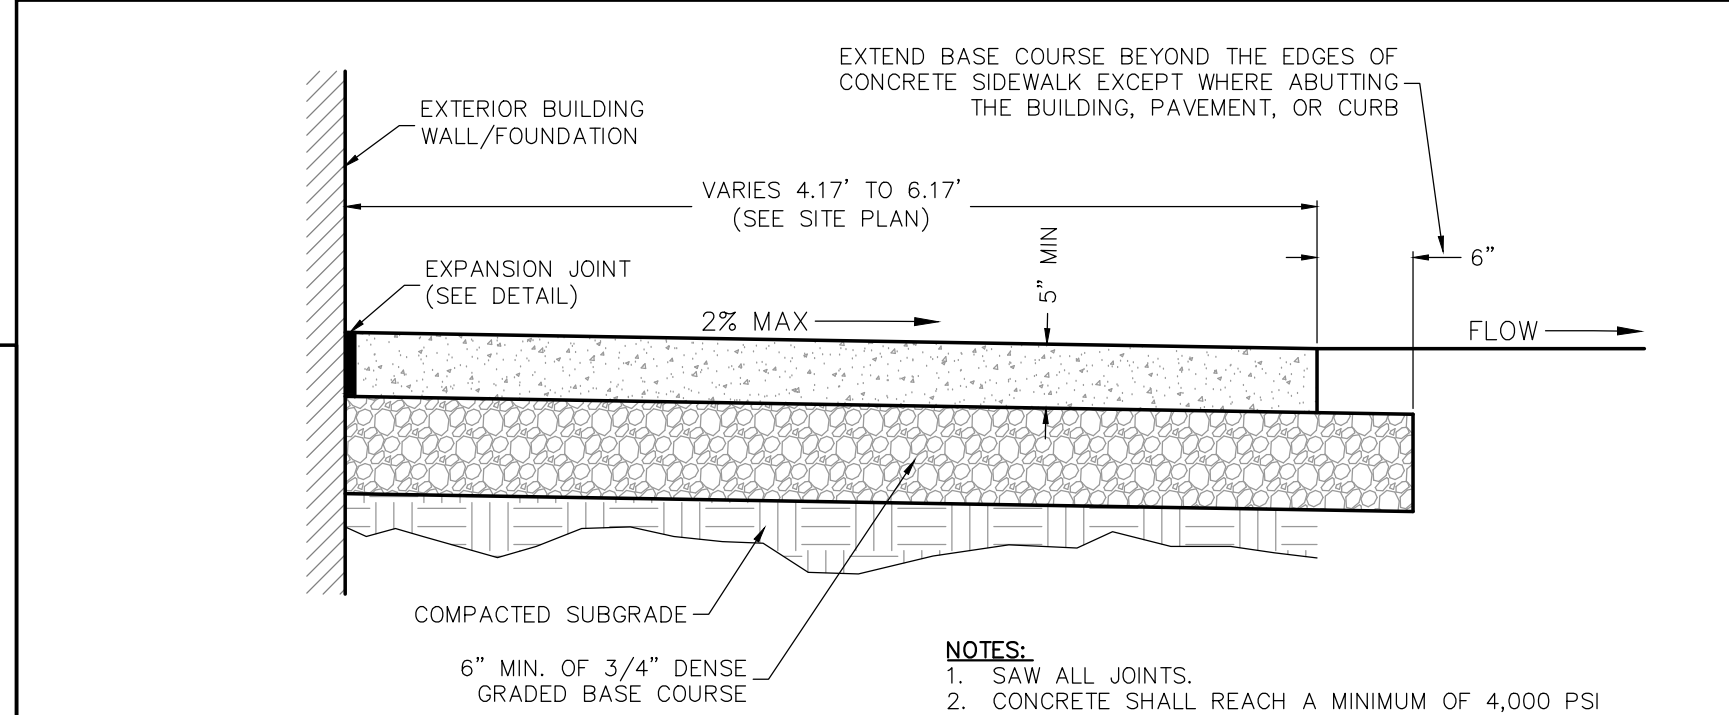 EXTEND BASE COURSE BEYOND THE EDGES OF
CONCRETE SIDEWALK EXCEPT WHERE ABUTTING
THE BUILDING, PAVEMENT, OR CURB
EXTERIOR BUILDING
WALL/FOUNDATION
VARIES 4.17' TO 6.17'
(SEE SITE PLAN)
5" MIN
6"
EXPANSION JOINT
(SEE DETAIL)
2% MAX
FLOW
COMPACTED SUBGRADE
6" MIN. OF 3/4" DENSE
GRADED BASE COURSE
NOTES:
1. SAW ALL JOINTS.
2. CONCRETE SHALL REACH A MINIMUM OF 4,000 PSI